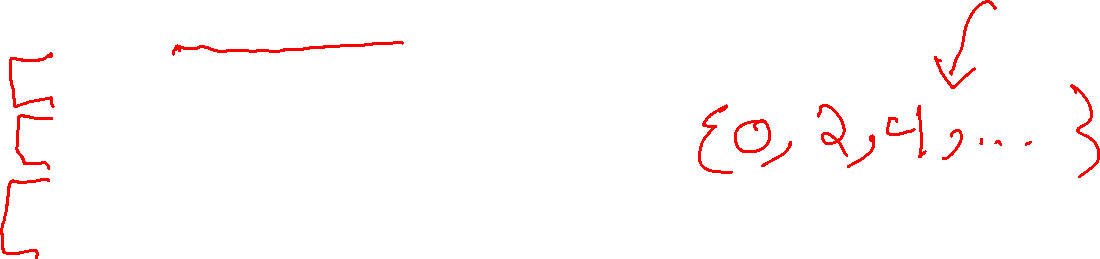 {0, 2, 4, ... }